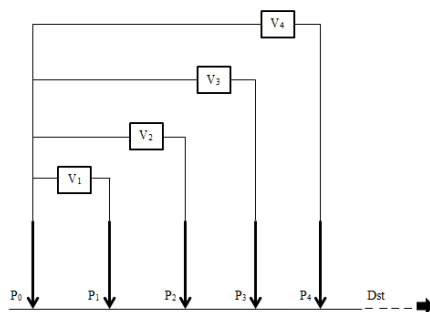 V₄
V₃
V₂
V₁
P₀ P₁ P₂ P₃ P₄ Dst